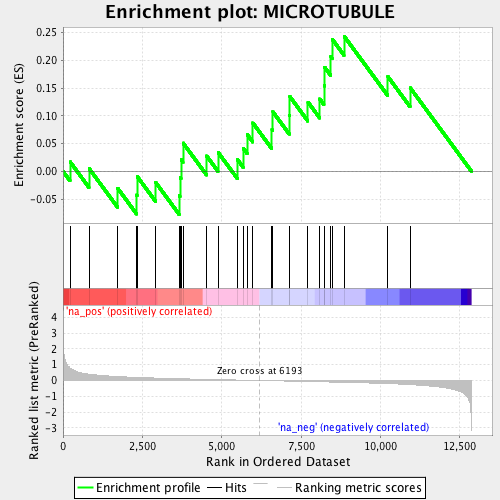 Enrichment plot: MICROTUBULE
Enrichment score (ES)
0.25
0.20
0.15
0.10
0.05
0.00
-0.05
'na_pos' (positively correlated)
Ranked list metric (PreRanked)
4
3
2
1
0
-1
-2
-3
Zero cross at 6193
'na_neg' (negatively correlated)
0
2,500
5,000
7,500
10,000
12,500
Rank in Ordered Dataset
Enrichment profile
Hits
Ranking metric scores